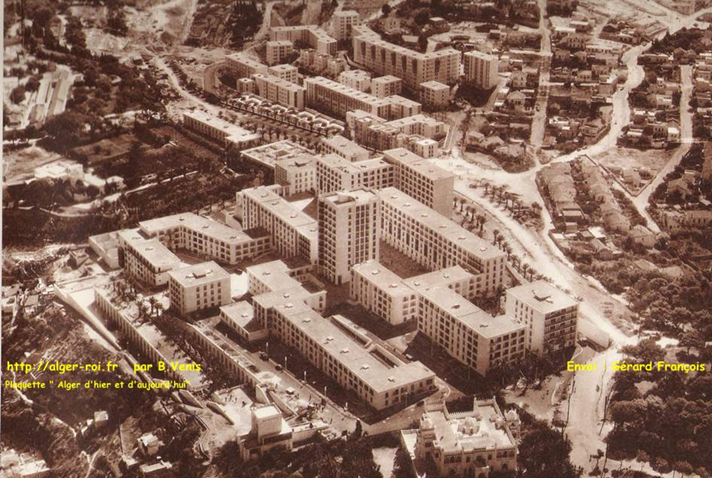 http://alger-roi.fr par B.Venis
Plaquette " Alger d'hier et d'aujourd'hui"
Envoi : Gérard François